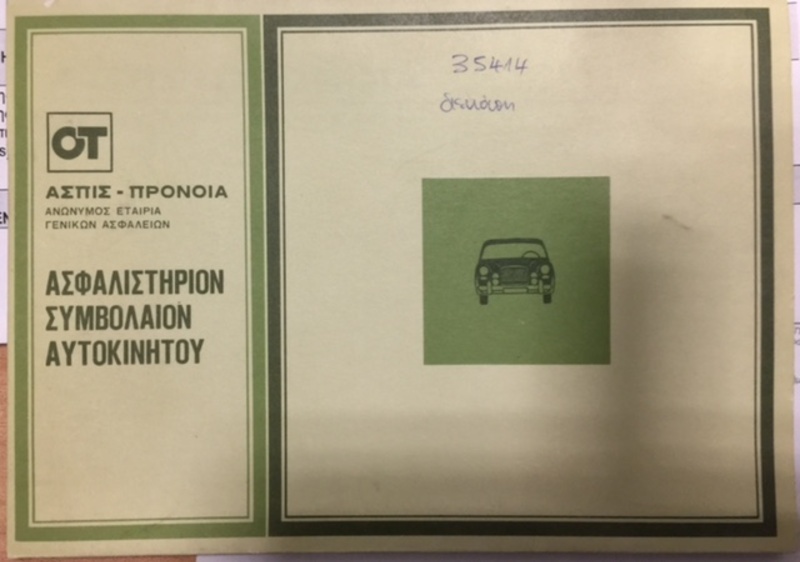 ΟΤ
ΑΣΠΙΣ - ΠΡΟΝΟΙΑ
ΑΝΩΝΥΜΟΣ ΕΤΑΙΡΙΑ
ΓΕΝΙΚΩΝ ΑΣΦΑΛΕΙΩΝ
ΑΣΦΑΛΙΣΤΗΡΙΟΝ
ΣΥΜΒΟΛΑΙΟΝ
ΑΥΤΟΚΙΝΗΤΟΥ
35414